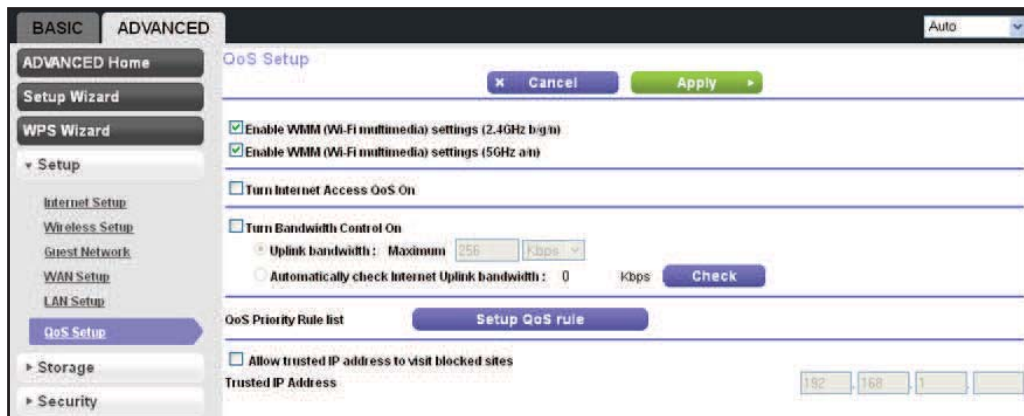 BASIC ADVANCED Auto
ADVANCED Home
Setup Wizard
WPS Wizard
Setup
Internet Setup
Wireless Setup
Guest Network
WAN Setup
LAN Setup
QoS Setup
Storage
Security
QoS Setup
x Cancel Apply
Enable WMM (Wi-Fi multimedia) settings (2.4GHz b/g/n)
Enable WMM (Wi-Fi multimedia) settings (5GHz a/n)
Turn Internet Access QoS On
Turn Bandwidth Control On
Uplink bandwidth : Maximum 256 Kbps
Automatically check Internet Uplink bandwidth : 0 Kbps Check
QoS Priority Rule list Setup QoS rule
Allow trusted IP address to visit blocked sites
Trusted IP Address 192 . 168 . 1 .